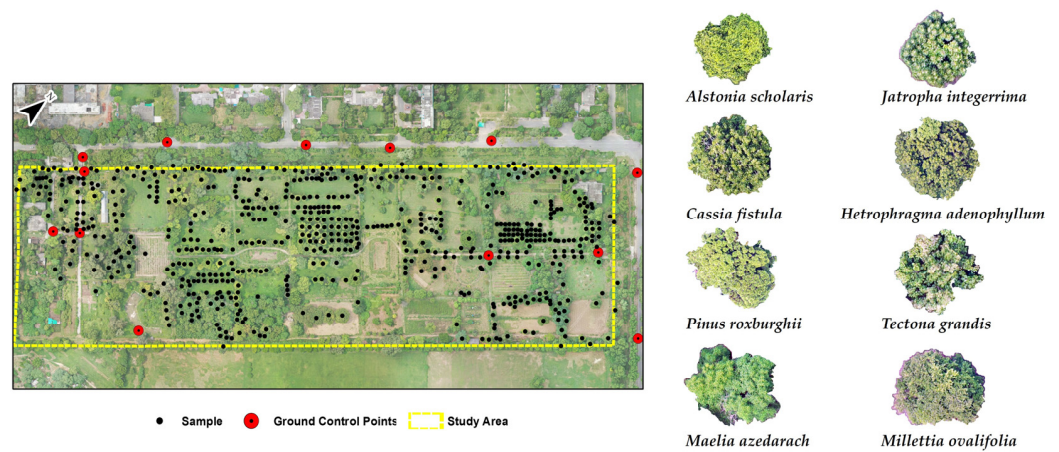 N
Alstonia scholaris
Jatropha integerrima
Cassia fistula
Hetrophragma adenophyllum
Pinus roxburghii
Tectona grandis
Maelia azedarach
Millettia ovalifolia
Sample
Ground Control Points
Study Area